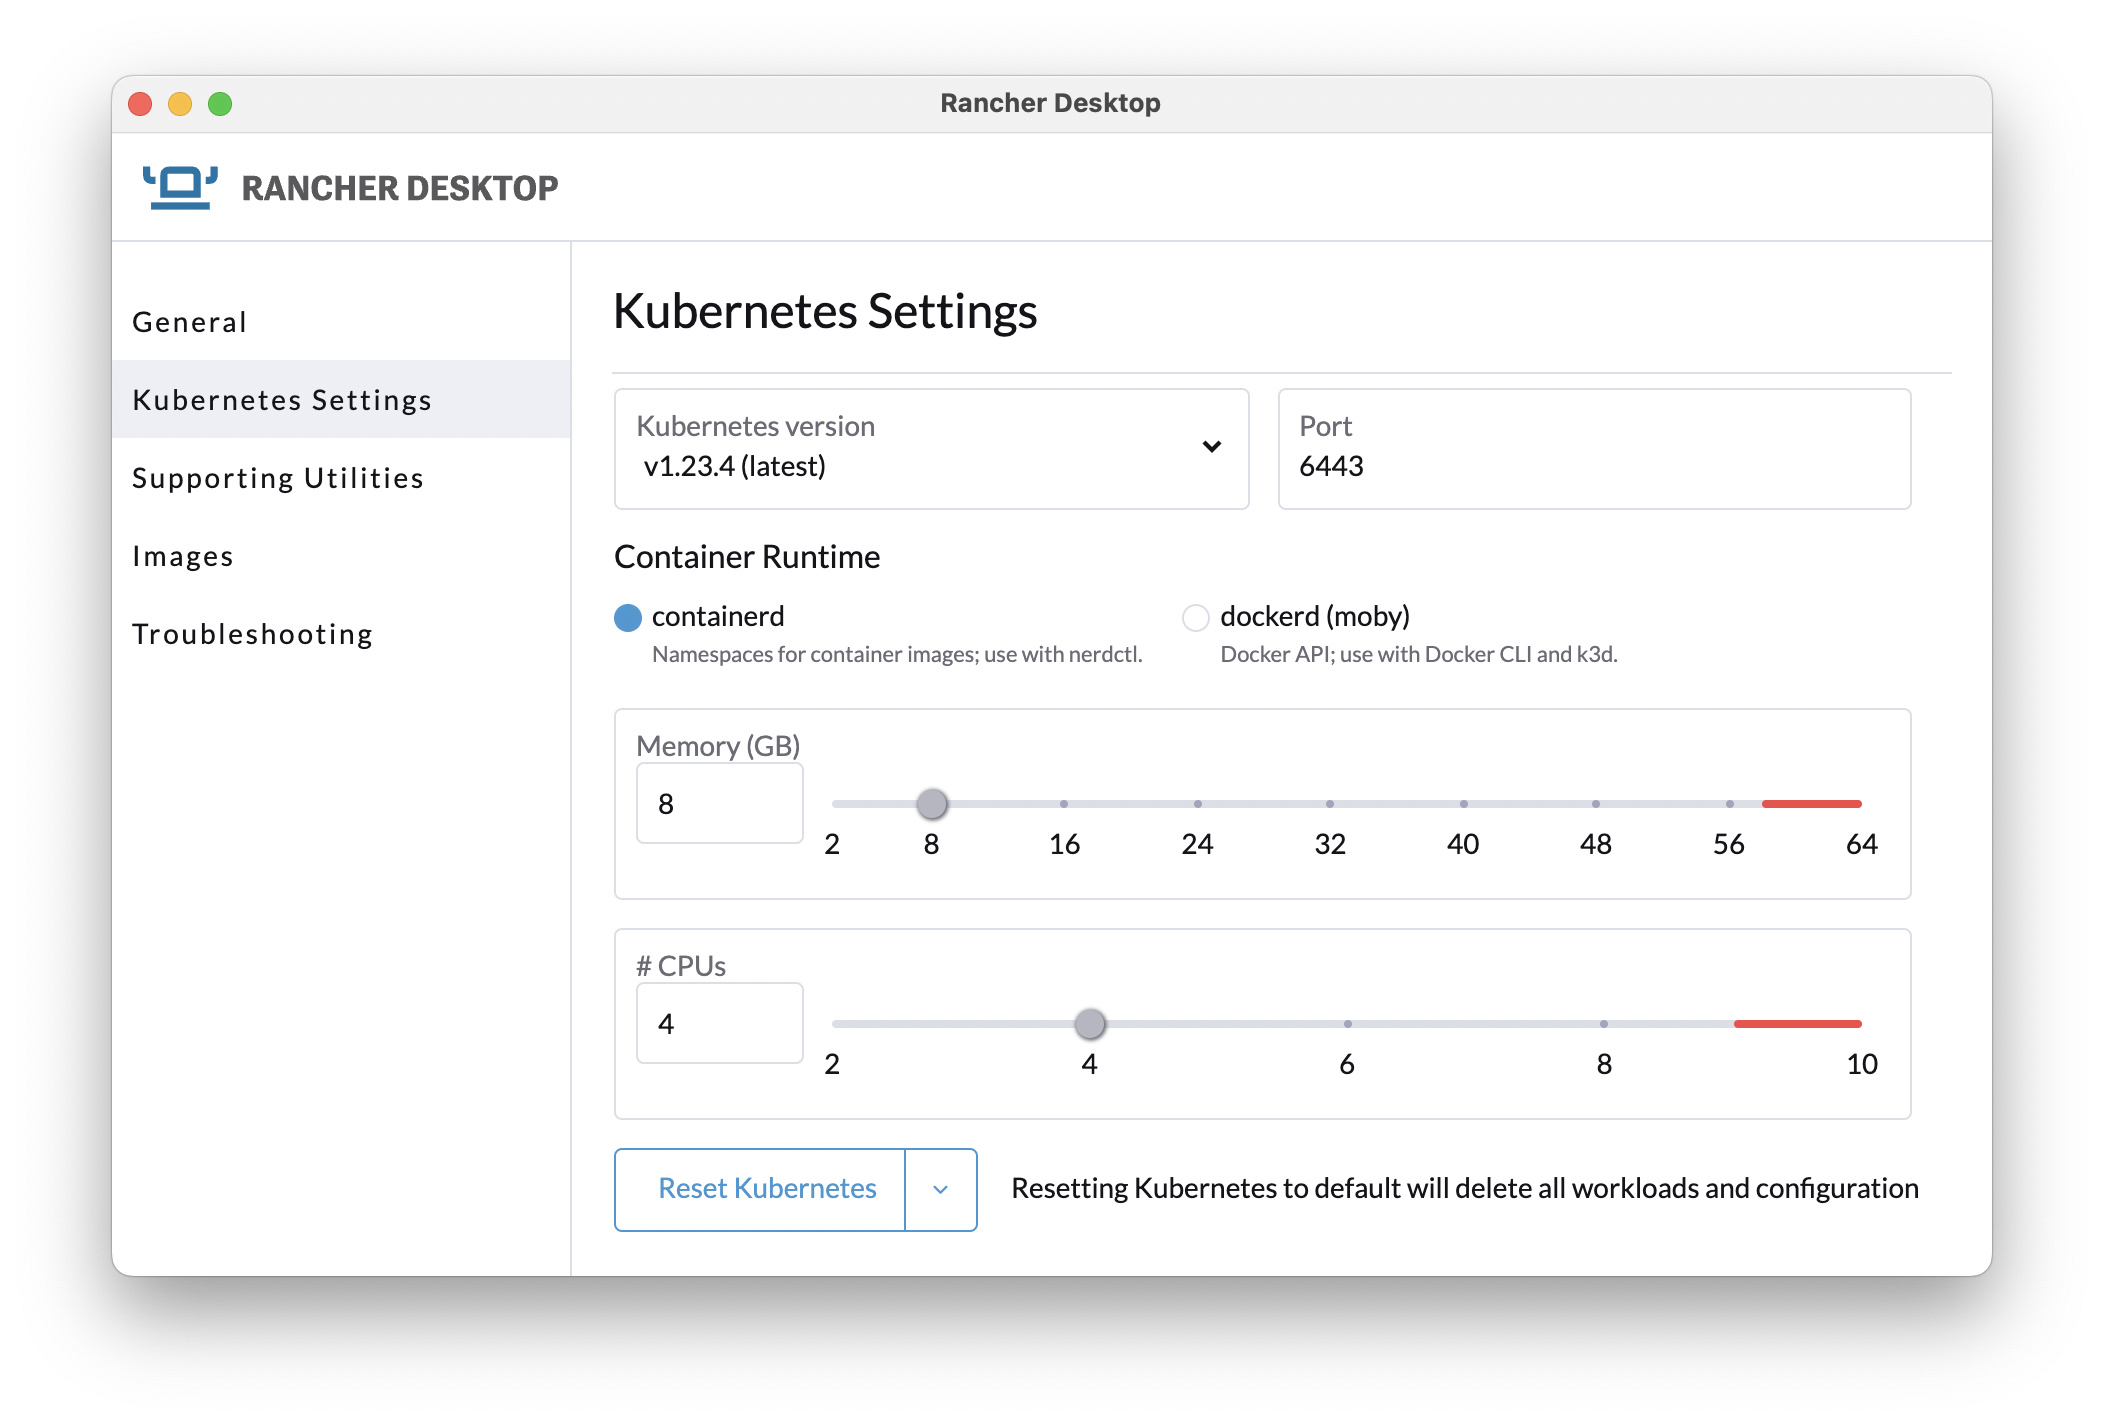 Rancher Desktop
RANCHER DESKTOP
General
Kubernetes Settings
Supporting Utilities
Images
Troubleshooting
Kubernetes Settings
Kubernetes version
v1.23.4 (latest)
Port
6443
Container Runtime
containerd
Namespaces for container images; use with nerdctl.
dockerd (moby)
Docker API; use with Docker CLI and k3d.
Memory (GB)
8
2 8 16 24 32 40 48 56 64
# CPUs
4
2 4 6 8 10
Reset Kubernetes
Resetting Kubernetes to default will delete all workloads and configuration